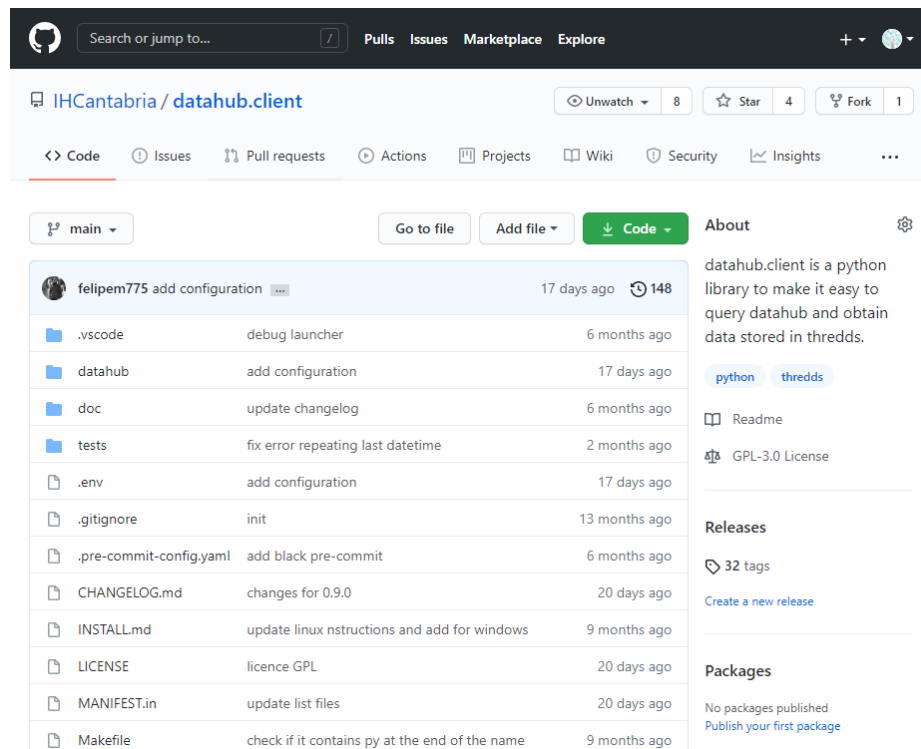 Search or jump to... /
Pulls Issues Marketplace Explore
IHCantabria / datahub.client
Unwatch 8 Star 4 Fork 1
Code Issues Pull requests Actions Projects Wiki Security Insights ...
main Go to file Add file Code
felipem775 add configuration ... 17 days ago 148
.vscode debug launcher 6 months ago
datahub add configuration 17 days ago
doc update changelog 6 months ago
tests fix error repeating last datetime 2 months ago
.env add configuration 17 days ago
.gitignore init 13 months ago
.pre-commit-config.yaml add black pre-commit 6 months ago
CHANGELOG.md changes for 0.9.0 20 days ago
INSTALL.md update linux nstructions and add for windows 9 months ago
LICENSE licence GPL 20 days ago
MANIFEST.in update list files 20 days ago
Makefile check if it contains py at the end of the name 9 months ago
About
datahub.client is a python
library to make it easy to
query datahub and obtain
data stored in thredds.
python thredds
Readme
GPL-3.0 License
Releases
32 tags
Create a new release
Packages
No packages published
Publish your first package